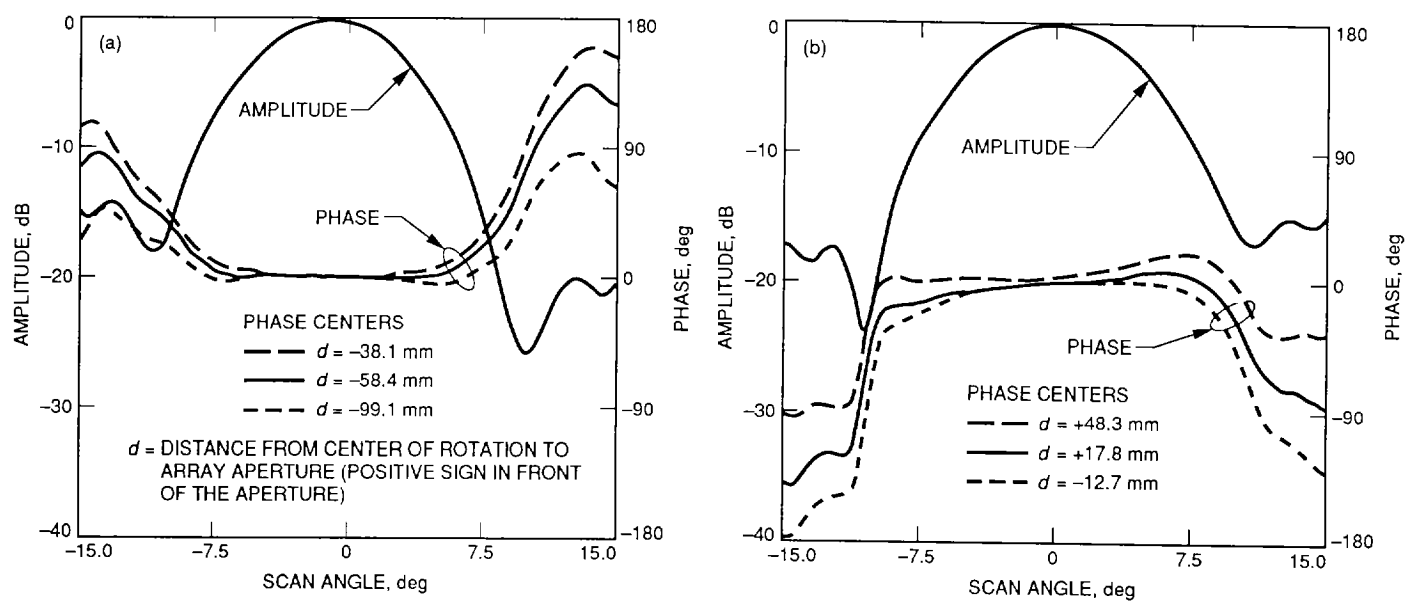 (a)
0
−10
−20
−30
−40
AMPLITUDE, dB
180
90
0
−90
−180
PHASE, deg
AMPLITUDE
PHASE
PHASE CENTERS
d = −38.1 mm
d = −58.4 mm
d = −99.1 mm
d = DISTANCE FROM CENTER OF ROTATION TO
ARRAY APERTURE (POSITIVE SIGN IN FRONT
OF THE APERTURE)
−15.0 −7.5 0 7.5 15.0
SCAN ANGLE, deg
(b)
0
−10
−20
−30
−40
AMPLITUDE, dB
180
90
0
−90
−180
PHASE, deg
AMPLITUDE
PHASE
PHASE CENTERS
d = +48.3 mm
d = +17.8 mm
d = −12.7 mm
−15.0 −7.5 0 7.5 15.0
SCAN ANGLE, deg